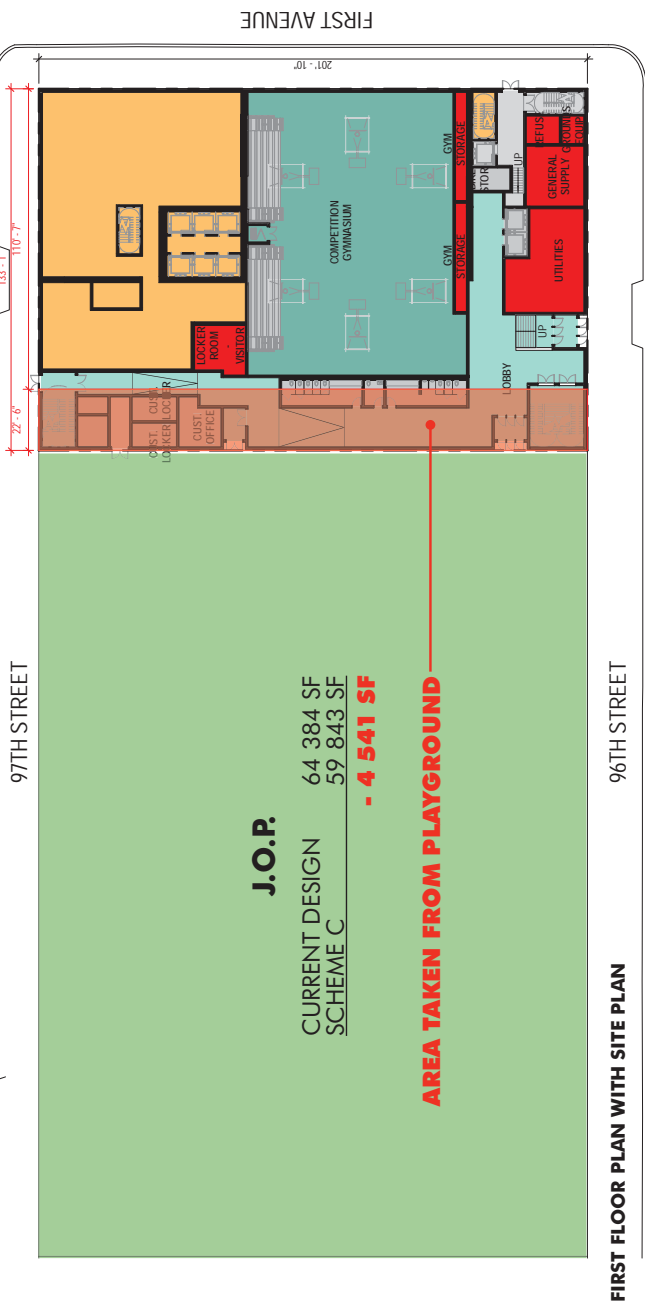 FIRST AVENUE
201' - 10"
133' - 1"
110' - 7"
22' - 6"
97TH STREET
96TH STREET
COMPETITION
GYMNASIUM
GYM
STORAGE
GYM
STORAGE
STOR
UP
REFUSE
GROUNDS
EQUIP
GENERAL
SUPPLY
UTILITIES
UP
LOBBY
LOCKER
ROOM
-
VISITOR
CUST.
LOCKER
CUST.
LOCKER
CUST.
OFFICE
J.O.P.
CURRENT DESIGN 64 384 SF
SCHEME C 59 843 SF
- 4 541 SF
AREA TAKEN FROM PLAYGROUND
FIRST FLOOR PLAN WITH SITE PLAN